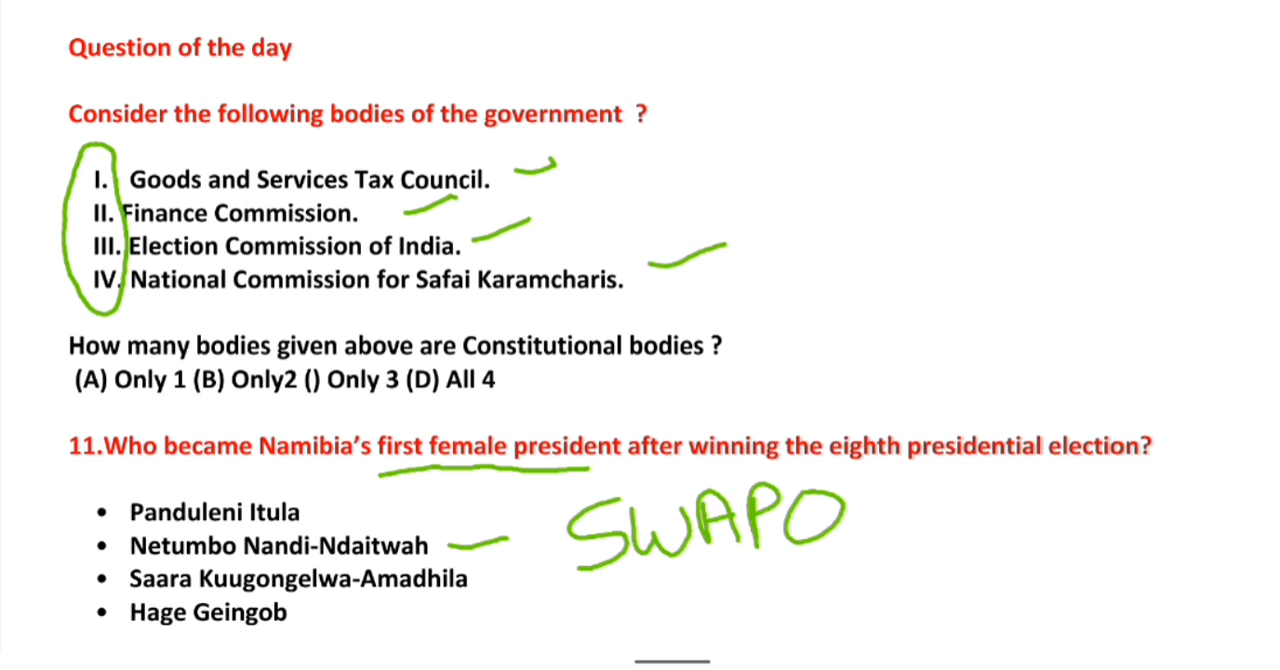 Question of the day
Consider the following bodies of the government ?
I. Goods and Services Tax Council.
II. Finance Commission.
III. Election Commission of India.
IV. National Commission for Safai Karamcharis.
How many bodies given above are Constitutional bodies ?
(A) Only 1 (B) Only2 () Only 3 (D) All 4
11.Who became Namibia's first female president after winning the eighth presidential election?
• Panduleni Itula
• Netumbo Nandi-Ndaitwah
SWAPO
• Saara Kuugongelwa-Amadhila
• Hage Geingob